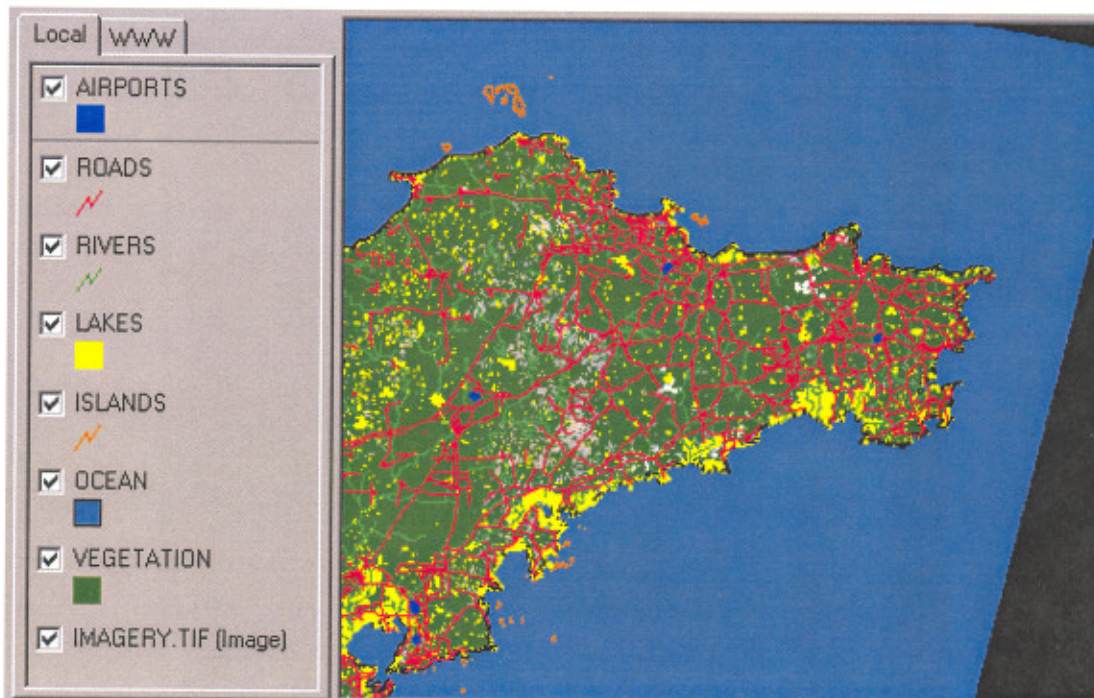 Local WWW
AIRPORTS
ROADS
RIVERS
LAKES
ISLANDS
OCEAN
VEGETATION
IMAGERY.TIF (Image)